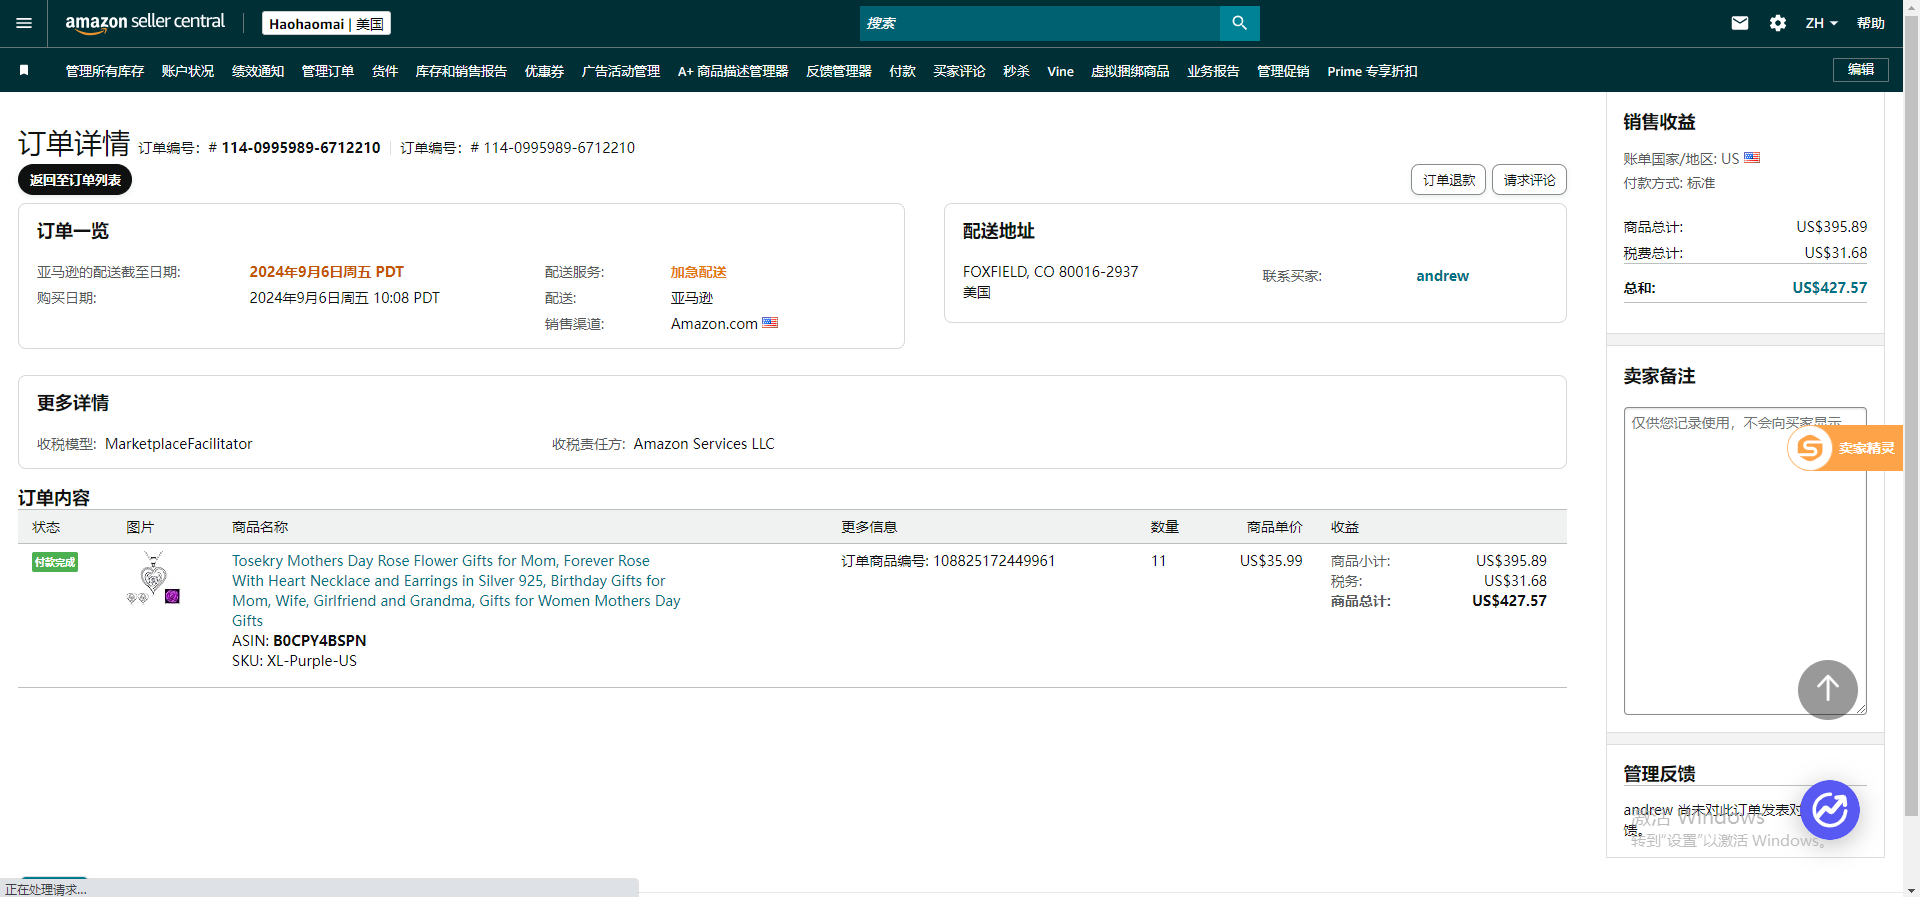 amazon seller central
Haohaomai | 美国
搜索
ZH
帮助
管理所有库存 账户状况 绩效通知 管理订单 货件 库存和销售报告 优惠券 广告活动管理 A+ 商品描述管理器 反馈管理器 付款 买家评论 秒杀 Vine 虚拟捆绑商品 业务报告 管理促销 Prime 专享折扣
编辑
订单详情 订单编号: # 114-0995989-6712210 订单编号: # 114-0995989-6712210
返回至订单列表
订单退款
请求评论
订单一览
亚马逊的配送截至日期: 2024年9月6日周五 PDT
购买日期: 2024年9月6日周五 10:08 PDT
配送服务: 加急配送
配送: 亚马逊
销售渠道: Amazon.com
配送地址
FOXFIELD, CO 80016-2937
美国
联系买家: andrew
更多详情
收税模型: MarketplaceFacilitator
收税责任方: Amazon Services LLC
订单内容
状态 图片 商品名称 更多信息 数量 商品单价 收益
付款完成
Tosekry Mothers Day Rose Flower Gifts for Mom, Forever Rose
With Heart Necklace and Earrings in Silver 925, Birthday Gifts for
Mom, Wife, Girlfriend and Grandma, Gifts for Women Mothers Day
Gifts
ASIN: B0CPY4BSPN
SKU: XL-Purple-US
订单商品编号: 108825172449961
11
US$35.99
商品小计: US$395.89
税务: US$31.68
商品总计: US$427.57
销售收益
账单国家/地区: US
付款方式: 标准
商品总计: US$395.89
税费总计: US$31.68
总和: US$427.57
卖家备注
仅供您记录使用，不会向买家显示
卖家精灵
管理反馈
andrew 尚未对此订单发表对
馈。
激活 Windows
转到“设置”以激活 Windows。
正在处理请求...